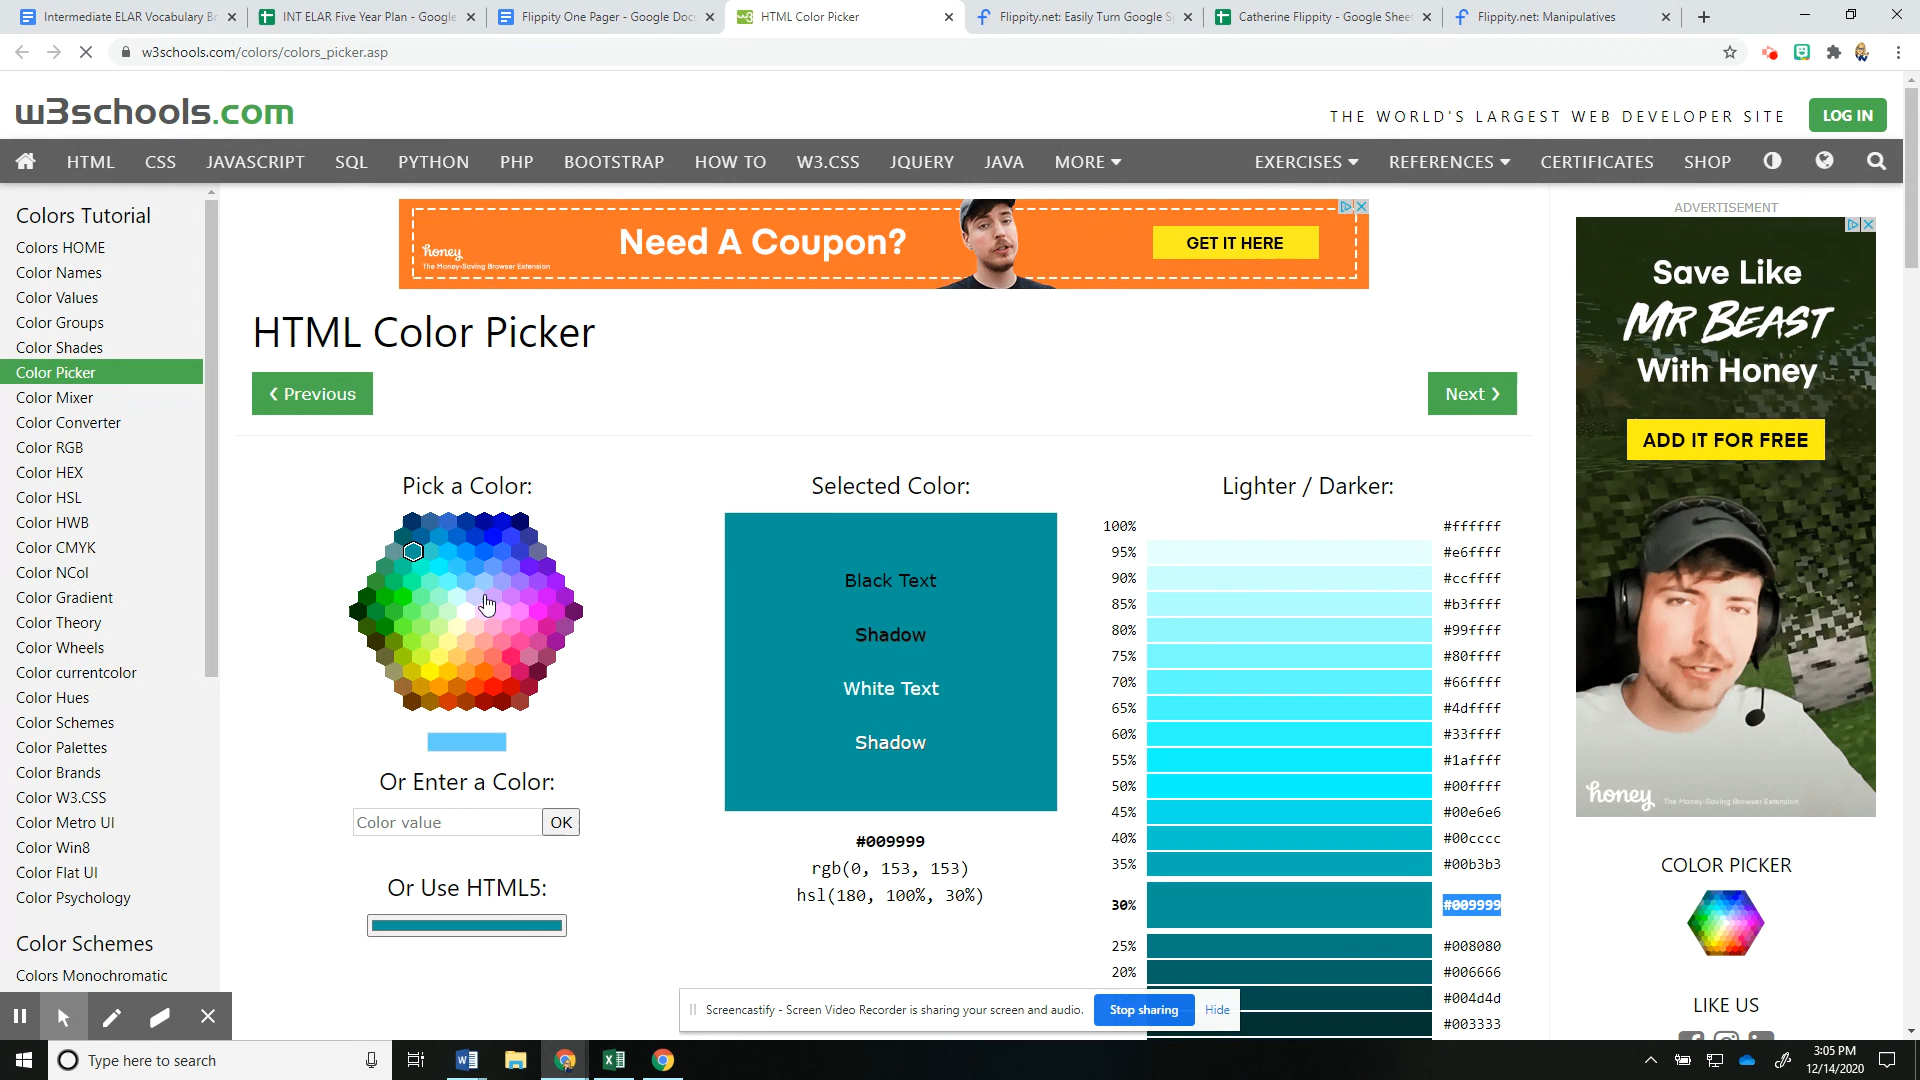 Intermediate ELAR Vocabulary Br
INT ELAR Five Year Plan - Google
Flippity One Pager - Google Docs
HTML Color Picker
Flippity.net: Easily Turn Google S
Catherine Flippity - Google Sheet
Flippity.net: Manipulatives
w3schools.com/colors/colors_picker.asp
w3schools.com
THE WORLD'S LARGEST WEB DEVELOPER SITE
LOG IN
HTML CSS JAVASCRIPT SQL PYTHON PHP BOOTSTRAP HOW TO W3.CSS JQUERY JAVA MORE EXERCISES REFERENCES CERTIFICATES SHOP
Colors Tutorial
Colors HOME
Color Names
Color Values
Color Groups
Color Shades
Color Picker
Color Mixer
Color Converter
Color RGB
Color HEX
Color HSL
Color HWB
Color CMYK
Color NCol
Color Gradient
Color Theory
Color Wheels
Color currentcolor
Color Hues
Color Schemes
Color Palettes
Color Brands
Color W3.CSS
Color Metro UI
Color Win8
Color Flat UI
Color Psychology
Color Schemes
Colors Monochromatic
honey
The Money-Saving Browser Extension
Need A Coupon?
GET IT HERE
HTML Color Picker
❮ Previous
Next ❯
Pick a Color:
Or Enter a Color:
Color value
OK
Or Use HTML5:
Selected Color:
Black Text
Shadow
White Text
Shadow
#009999
rgb(0, 153, 153)
hsl(180, 100%, 30%)
Lighter / Darker:
100% #ffffff
95% #e6ffff
90% #ccffff
85% #b3ffff
80% #99ffff
75% #80ffff
70% #66ffff
65% #4dffff
60% #33ffff
55% #1affff
50% #00ffff
45% #00e6e6
40% #00cccc
35% #00b3b3
30% #009999
25% #008080
20% #006666
#004d4d
#003333
ADVERTISEMENT
Save Like
MR BEAST
With Honey
ADD IT FOR FREE
honey
The Money-Saving Browser Extension
COLOR PICKER
LIKE US
Screencastify - Screen Video Recorder is sharing your screen and audio.
Stop sharing
Hide
Type here to search
3:05 PM
12/14/2020